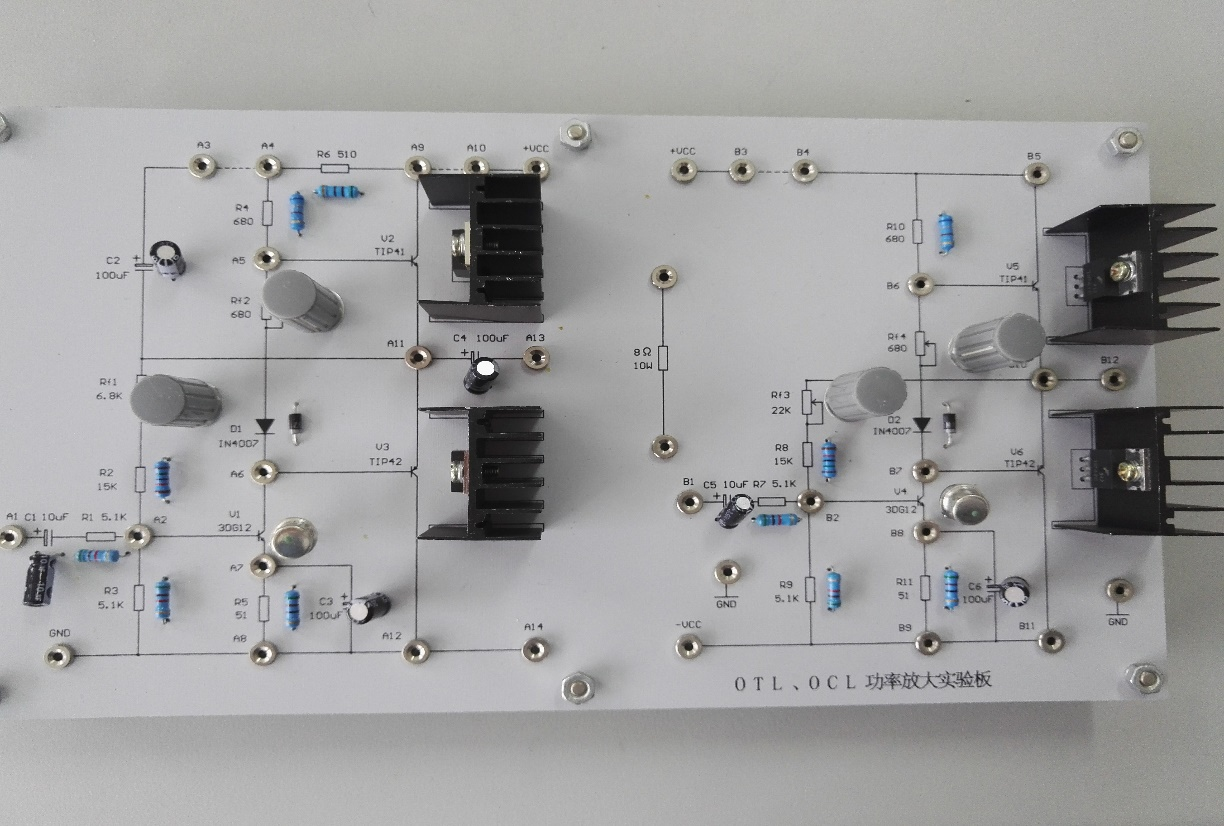 A3
A4
R6 510
A9
A10
+VCC
R4
680
V2
TIP41
A5
C2
100uF
Rf2
680
A11
C4 100uF
A13
Rf1
6.8K
D1
IN4007
V3
TIP42
A6
R2
15K
A1
C1 10uF
R1 5.1K
A2
V1
3DG12
A7
R3
5.1K
R5
51
C3
100uF
GND
A8
A12
A14
8Ω
10W
+VCC
B3
B4
B5
R10
680
V5
TIP41
B6
Rf4
680
B12
Rf3
22K
D2
IN4007
R8
15K
V6
TIP42
B7
B1
C5 10uF
R7 5.1K
V4
3DG12
B2
B8
GND
R9
5.1K
R11
51
C6
100uF
GND
-VCC
B9
B11
OTL、OCL 功率放大实验板